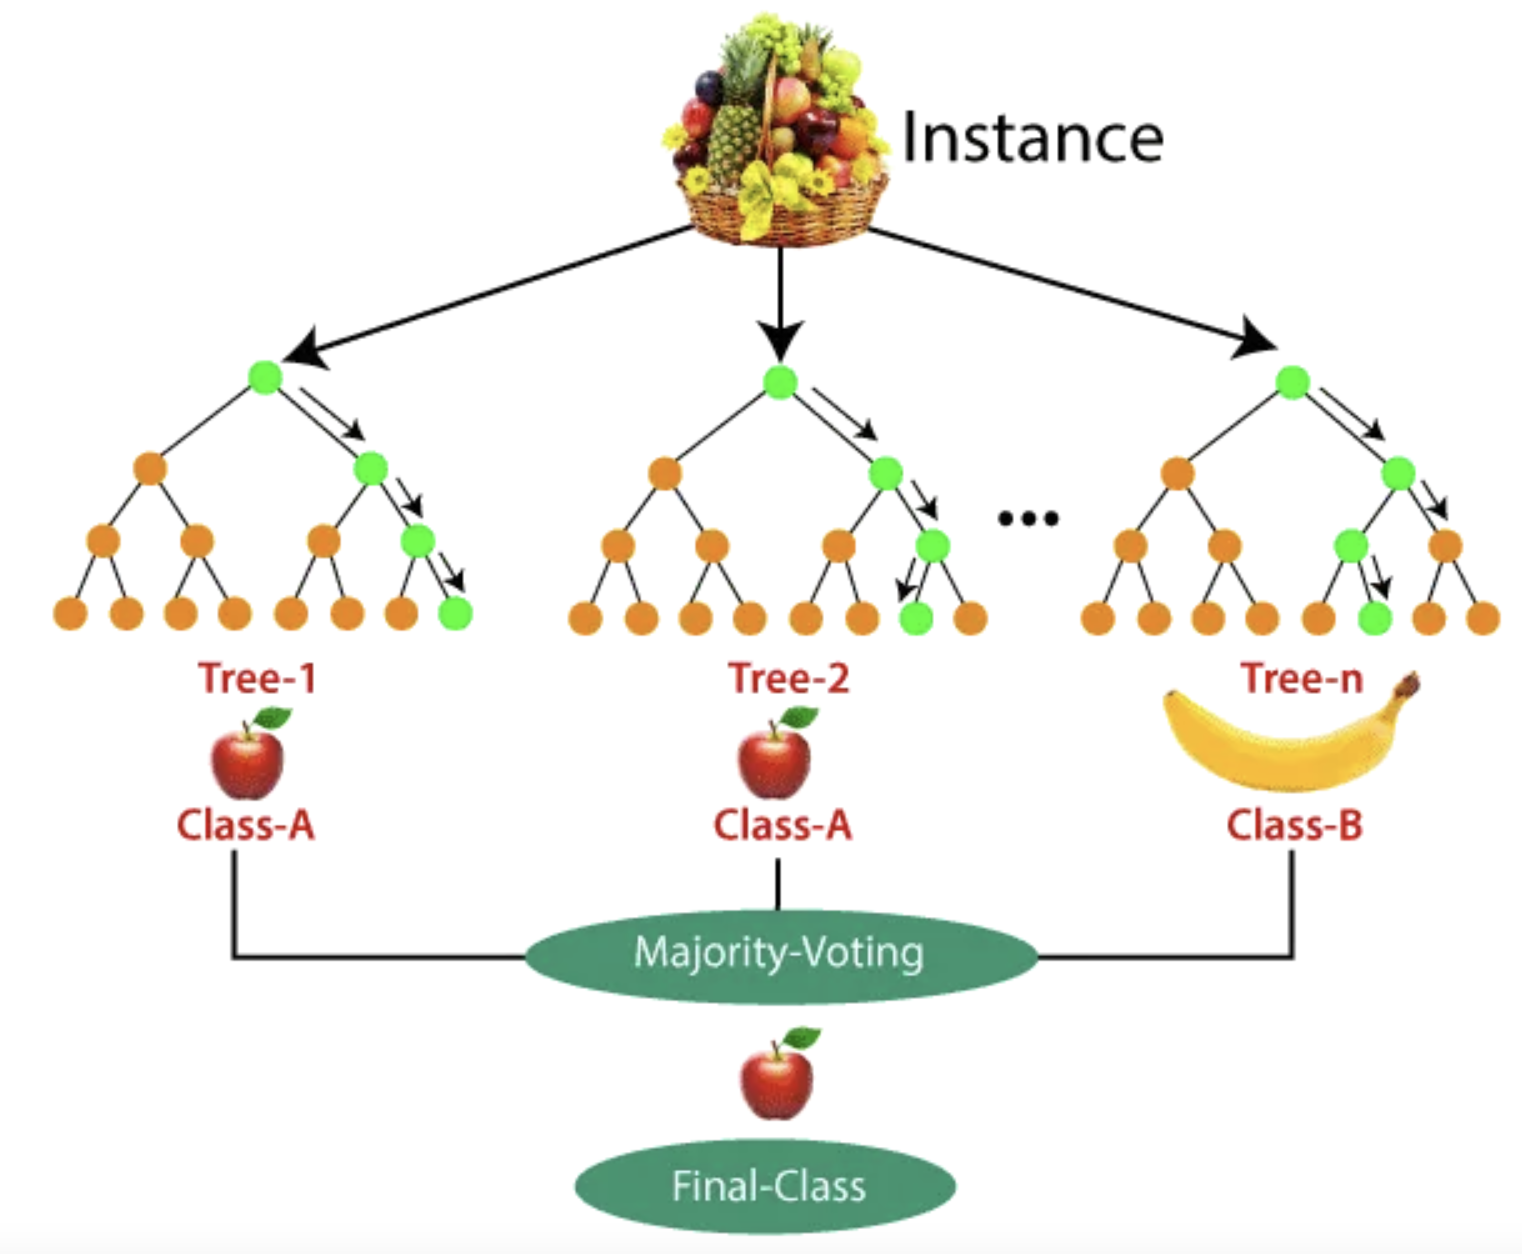 Instance
Tree-1
Tree-2
Tree-n
Class-A
Class-A
Class-B
Majority-Voting
Final-Class